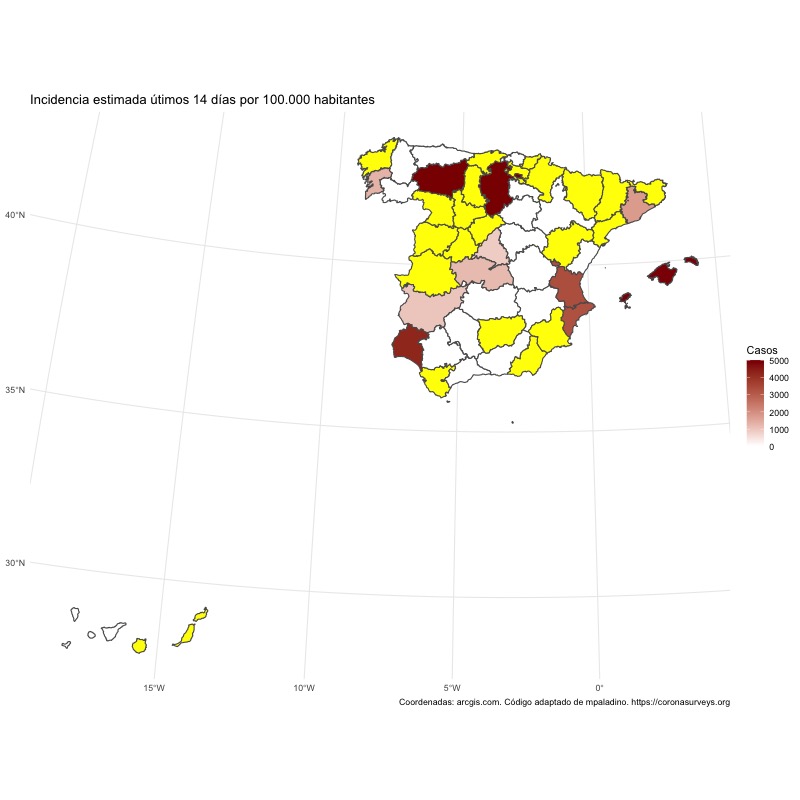 Incidencia estimada útimos 14 días por 100.000 habitantes
40°N
35°N
30°N
15°W
10°W
5°W
0°
Casos
5000
4000
3000
2000
1000
0
Coordenadas: arcgis.com. Código adaptado de mpaladino. https://coronasurveys.org